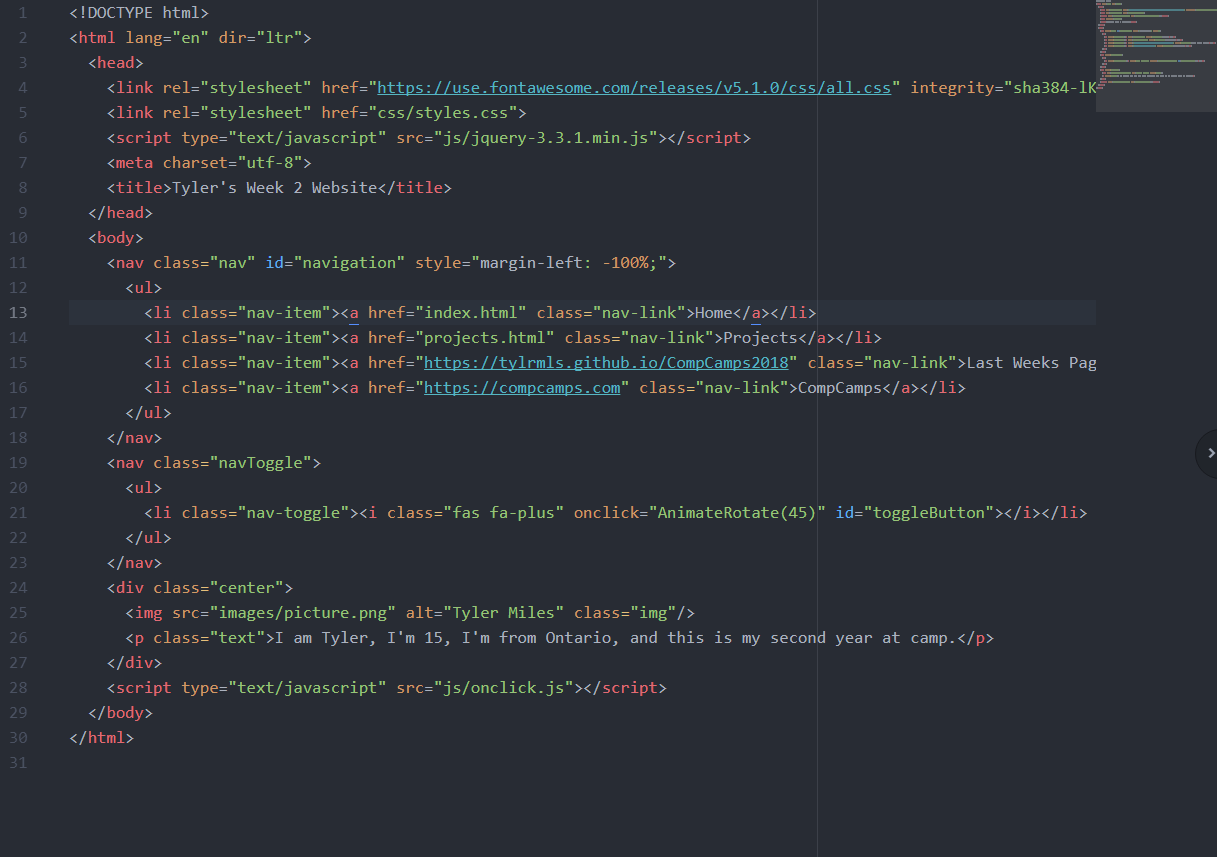 1 <!DOCTYPE html>
2 <html lang="en" dir="ltr">
3 <head>
4 <link rel="stylesheet" href="https://use.fontawesome.com/releases/v5.1.0/css/all.css" integrity="sha384-lK
5 <link rel="stylesheet" href="css/styles.css">
6 <script type="text/javascript" src="js/jquery-3.3.1.min.js"></script>
7 <meta charset="utf-8">
8 <title>Tyler's Week 2 Website</title>
9 </head>
10 <body>
11 <nav class="nav" id="navigation" style="margin-left: -100%;">
12 <ul>
13 <li class="nav-item"><a href="index.html" class="nav-link">Home</a></li>
14 <li class="nav-item"><a href="projects.html" class="nav-link">Projects</a></li>
15 <li class="nav-item"><a href="https://tylrmls.github.io/CompCamps2018" class="nav-link">Last Weeks Pag
16 <li class="nav-item"><a href="https://compcamps.com" class="nav-link">CompCamps</a></li>
17 </ul>
18 </nav>
19 <nav class="navToggle">
20 <ul>
21 <li class="nav-toggle"><i class="fas fa-plus" onclick="AnimateRotate(45)" id="toggleButton"></i></li>
22 </ul>
23 </nav>
24 <div class="center">
25 <img src="images/picture.png" alt="Tyler Miles" class="img"/>
26 <p class="text">I am Tyler, I'm 15, I'm from Ontario, and this is my second year at camp.</p>
27 </div>
28 <script type="text/javascript" src="js/onclick.js"></script>
29 </body>
30 </html>
31